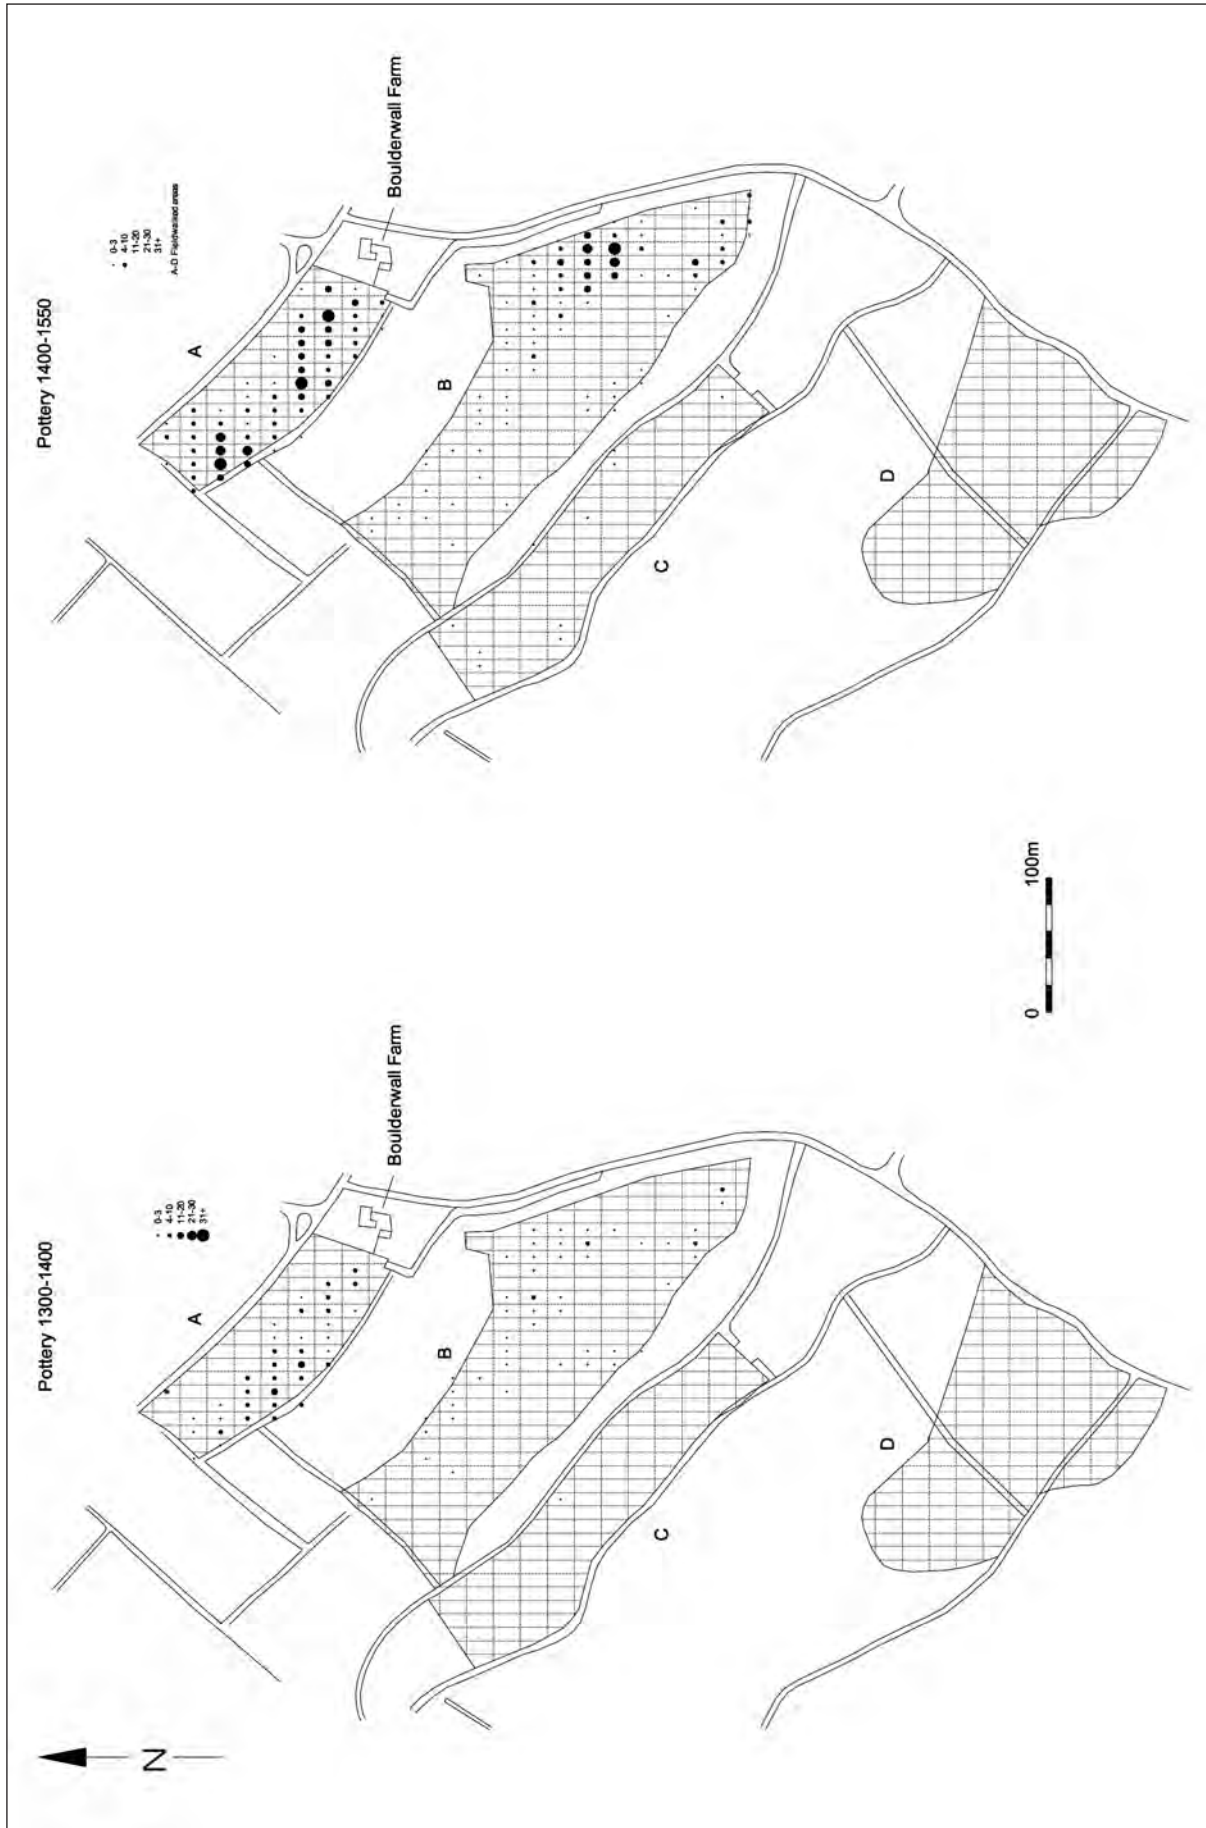 Pottery 1300-1400
0-3
4-10
11-20
21-30
31+
A
Boulderwall Farm
B
C
D
N
0 100m
Pottery 1400-1550
0-3
4-10
11-20
21-30
31+
A-D Fieldwalked areas
A
Boulderwall Farm
B
C
D